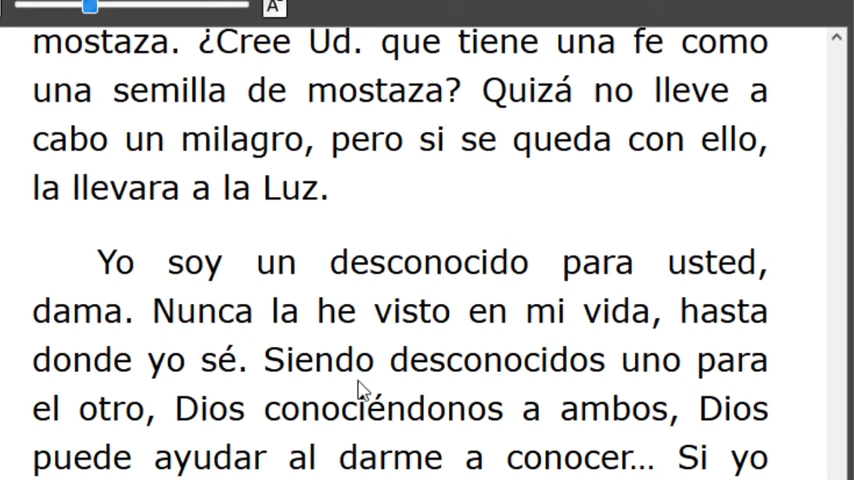 A
mostaza. ¿Cree Ud. que tiene una fe como
una semilla de mostaza? Quizá no lleve a
cabo un milagro, pero si se queda con ello,
la llevara a la Luz.
Yo soy un desconocido para usted,
dama. Nunca la he visto en mi vida, hasta
donde yo sé. Siendo desconocidos uno para
el otro, Dios conociéndonos a ambos, Dios
puede ayudar al darme a conocer… Si yo